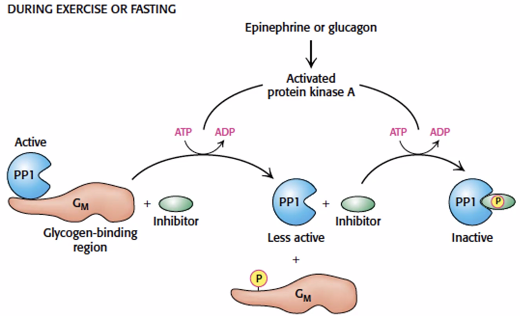 DURING EXERCISE OR FASTING
Epinephrine or glucagon
Activated
protein kinase A
ATP ADP
ATP ADP
Active
PP1
GM
Glycogen-binding
region
+
Inhibitor
PP1
Less active
+
Inhibitor
PP1 P
Inactive
+
P
GM